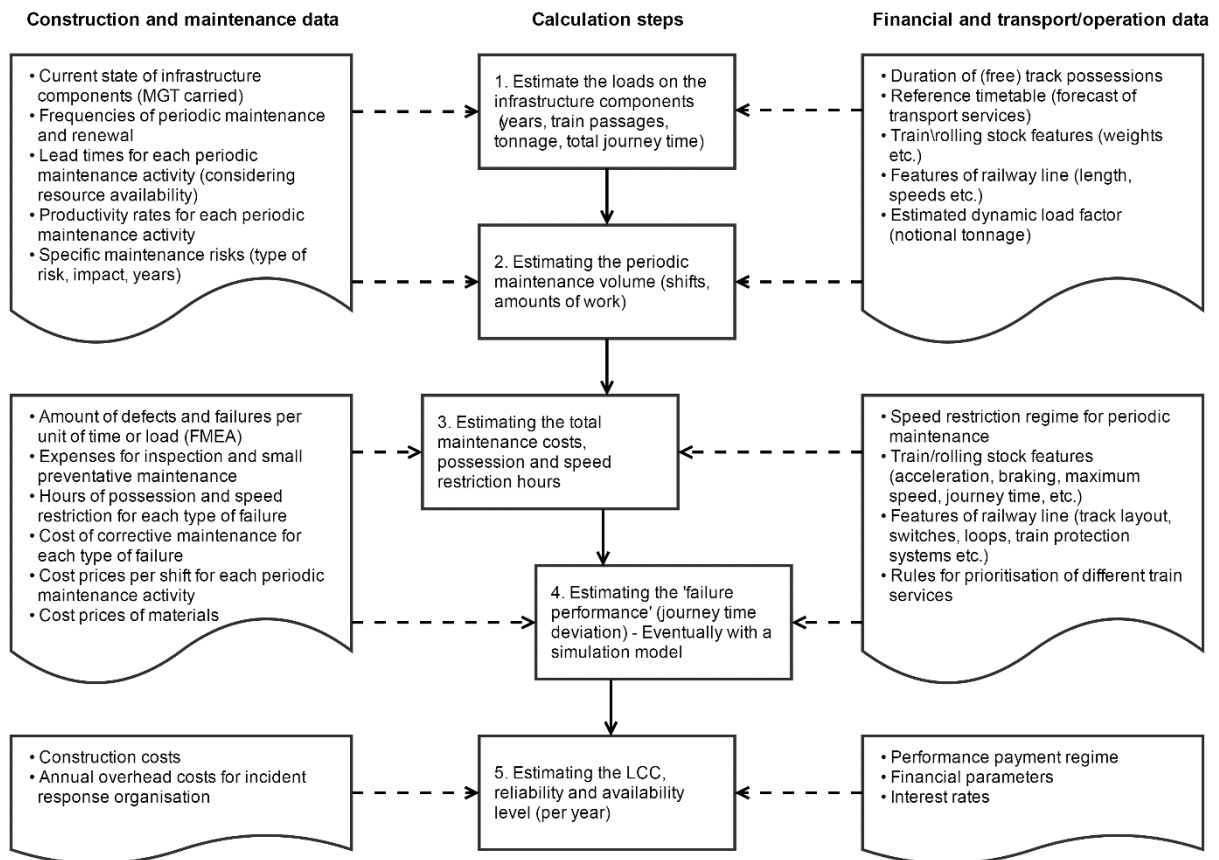 Construction and maintenance data
Calculation steps
Financial and transport/operation data
• Current state of infrastructure
components (MGT carried)
• Frequencies of periodic maintenance
and renewal
• Lead times for each periodic
maintenance activity (considering
resource availability)
• Productivity rates for each periodic
maintenance activity
• Specific maintenance risks (type of
risk, impact, years)
1. Estimate the loads on the
infrastructure components
(years, train passages,
tonnage, total journey time)
• Duration of (free) track possessions
• Reference timetable (forecast of
transport services)
• Train\rolling stock features (weights
etc.)
• Features of railway line (length,
speeds etc.)
• Estimated dynamic load factor
(notional tonnage)
2. Estimating the periodic
maintenance volume (shifts,
amounts of work)
• Amount of defects and failures per
unit of time or load (FMEA)
• Expenses for inspection and small
preventative maintenance
• Hours of possession and speed
restriction for each type of failure
• Cost of corrective maintenance for
each type of failure
• Cost prices per shift for each periodic
maintenance activity
• Cost prices of materials
3. Estimating the total
maintenance costs,
possession and speed
restriction hours
• Speed restriction regime for periodic
maintenance
• Train/rolling stock features
(acceleration, braking, maximum
speed, journey time, etc.)
• Features of railway line (track layout,
switches, loops, train protection
systems etc.)
• Rules for prioritisation of different train
services
4. Estimating the 'failure
performance' (journey time
deviation) - Eventually with a
simulation model
• Construction costs
• Annual overhead costs for incident
response organisation
5. Estimating the LCC,
reliability and availability
level (per year)
• Performance payment regime
• Financial parameters
• Interest rates